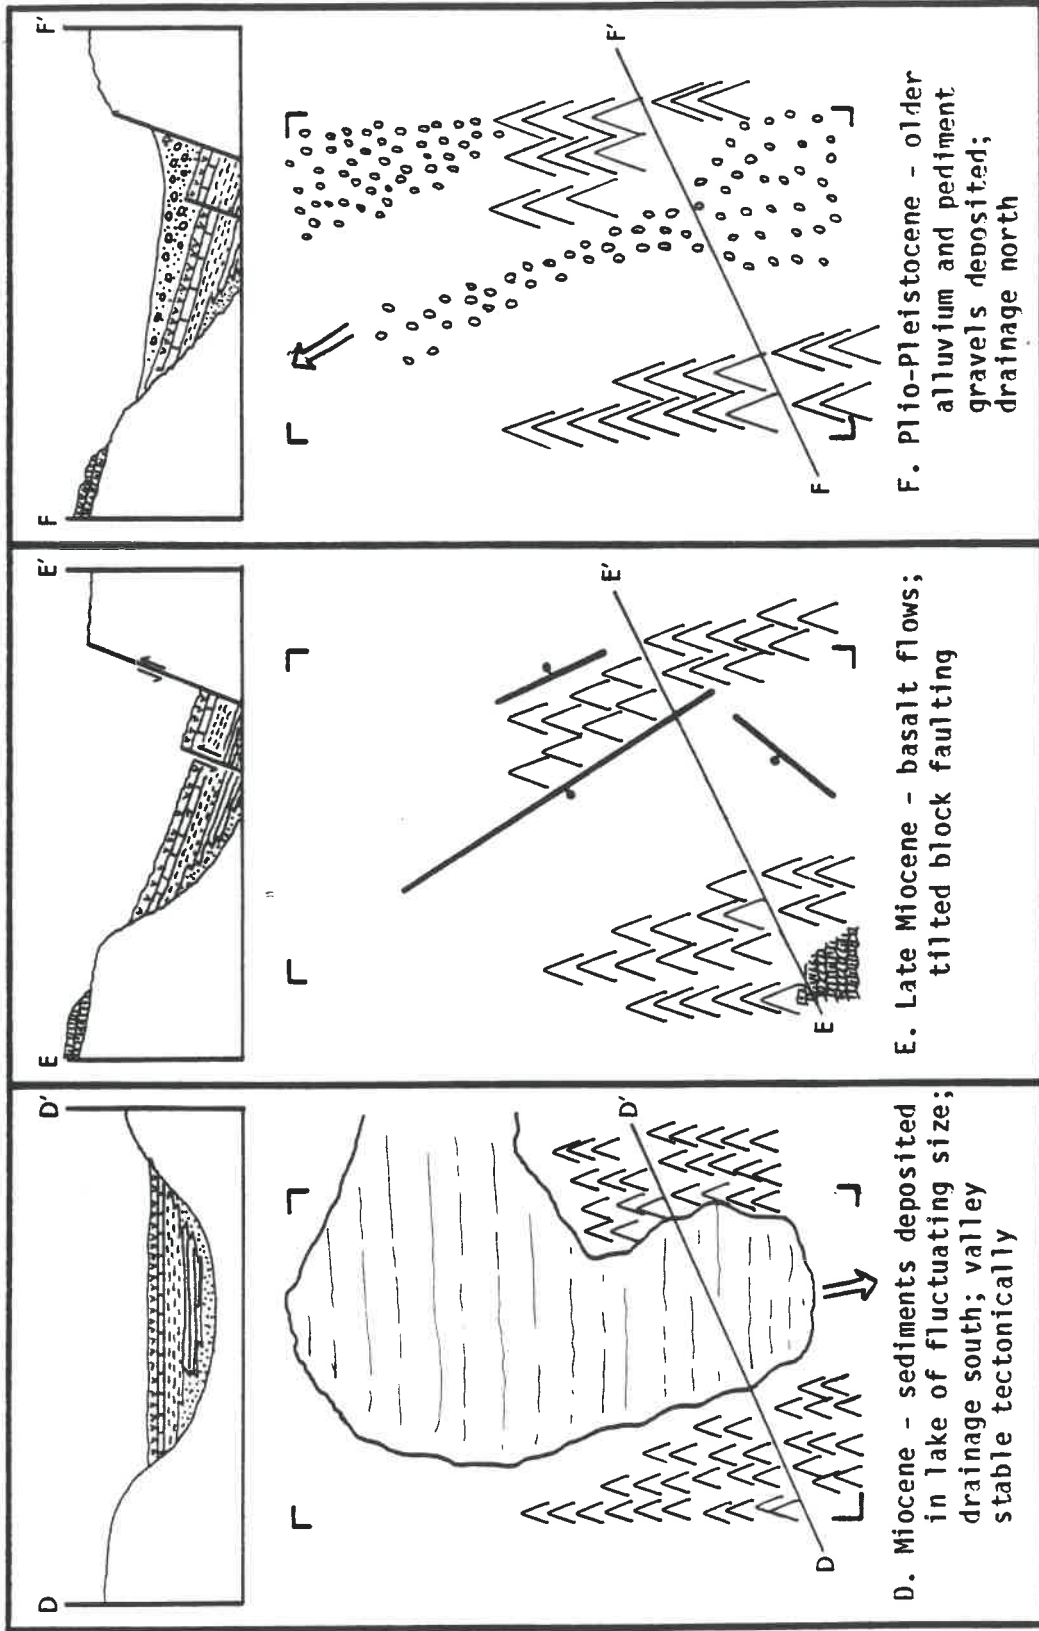 D
D'
D'
D
D. Miocene - sediments deposited
in lake of fluctuating size;
drainage south; valley
stable tectonically
E
E'
E'
E
E. Late Miocene - basalt flows;
tilted block faulting
F
F'
F'
F
F. Plio-Pleistocene - older
alluvium and pediment
gravels deposited;
drainage north